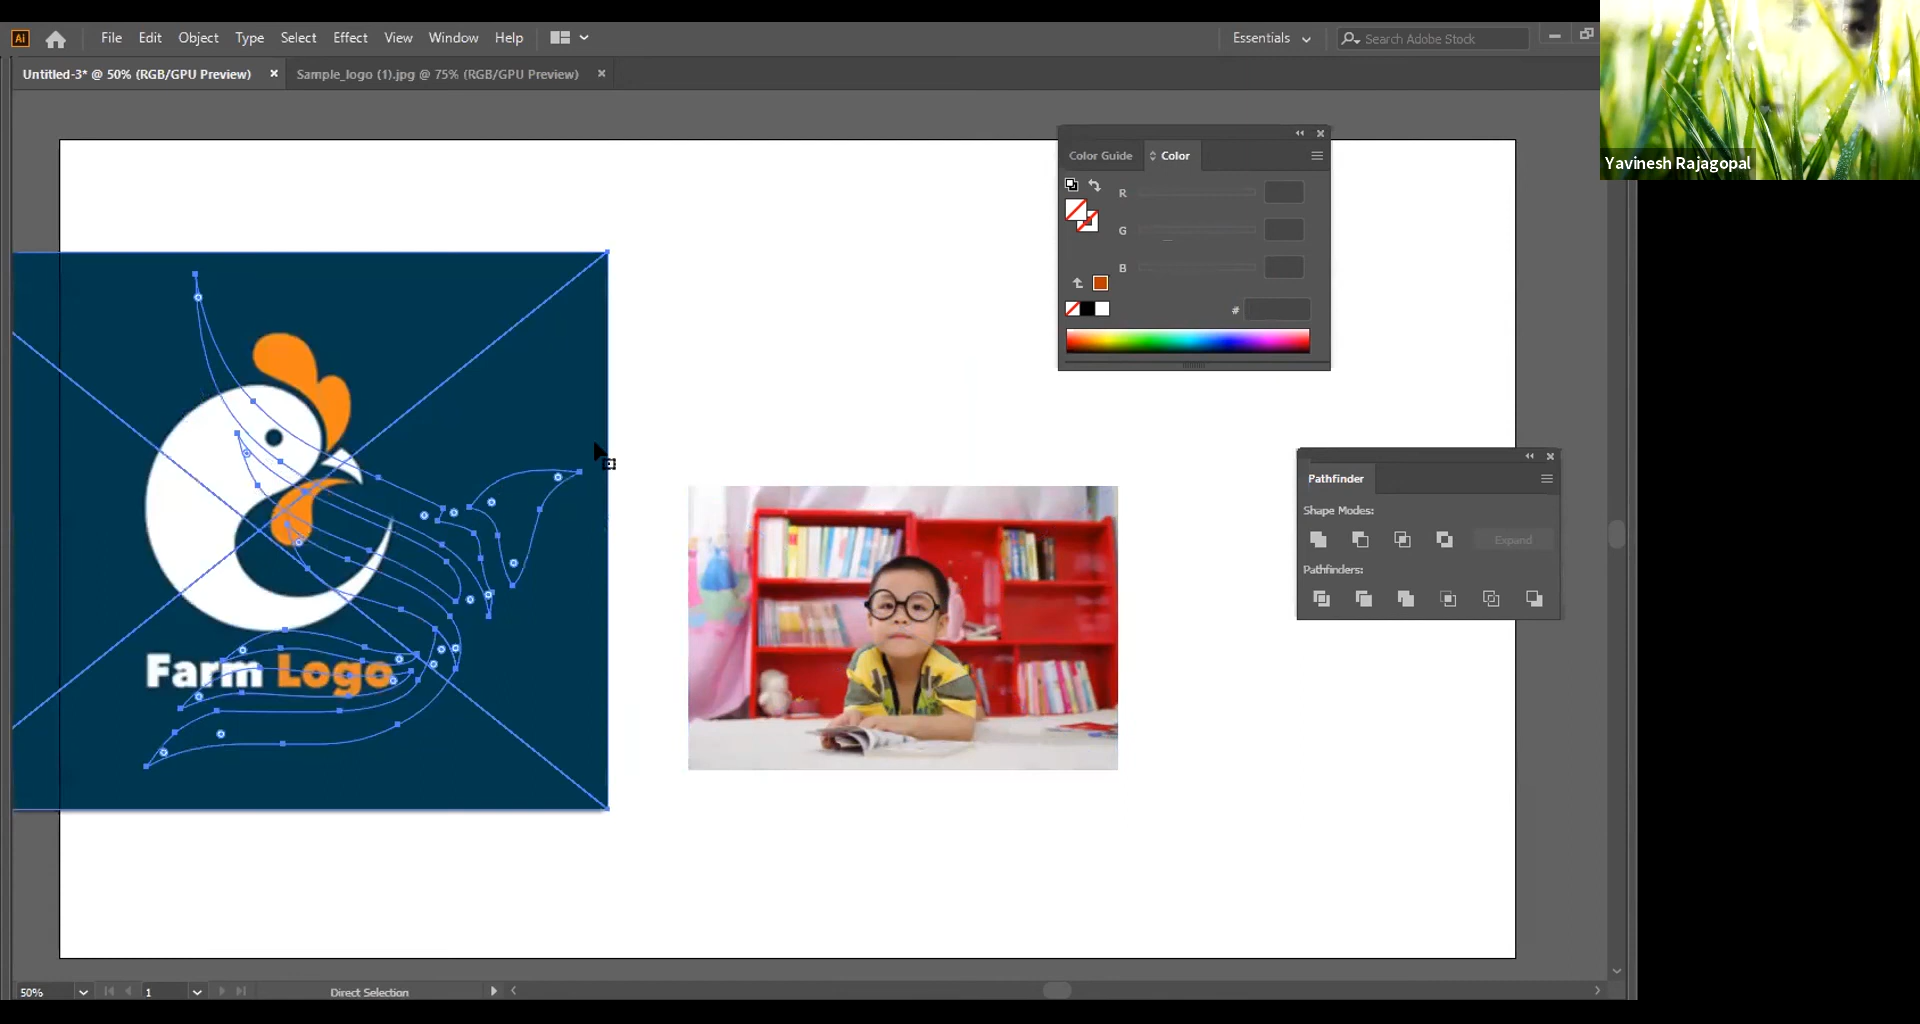 Ai File Edit Object Type Select Effect View Window Help Essentials Search Adobe Stock
Untitled-3* @ 50% (RGB/GPU Preview) × Sample_logo (1).jpg @ 75% (RGB/GPU Preview) ×
Yavinesh Rajagopal
Color Guide Color
R
G
B
#
Farm Logo
Pathfinder
Shape Modes:
Expand
Pathfinders:
50% 1 Direct Selection